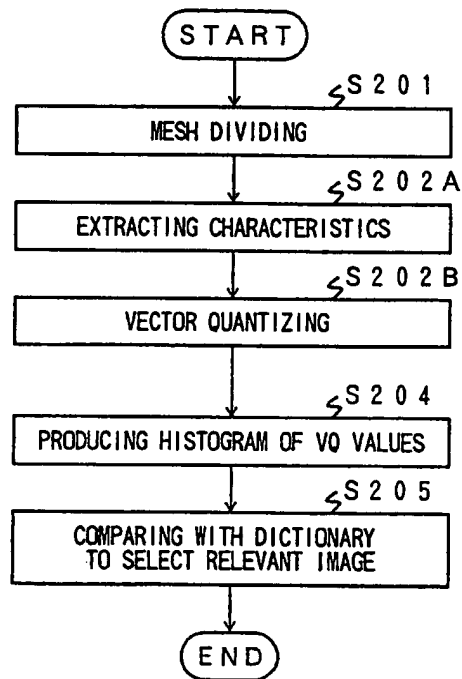 START
S201
MESH DIVIDING
S202A
EXTRACTING CHARACTERISTICS
S202B
VECTOR QUANTIZING
S204
PRODUCING HISTOGRAM OF VQ VALUES
S205
COMPARING WITH DICTIONARY
TO SELECT RELEVANT IMAGE
END